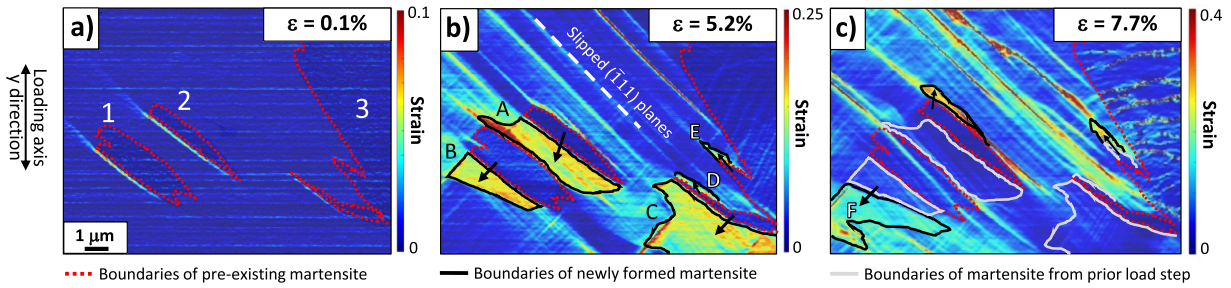 a)
ε = 0.1%
0.1
Loading axis
y direction
1
2
3
Strain
0
1 μm
b)
ε = 5.2%
0.25
Slipped (1̅11) planes
A
B
C
D
E
Strain
0
c)
ε = 7.7%
0.4
F
Strain
0
Boundaries of pre-existing martensite
Boundaries of newly formed martensite
Boundaries of martensite from prior load step